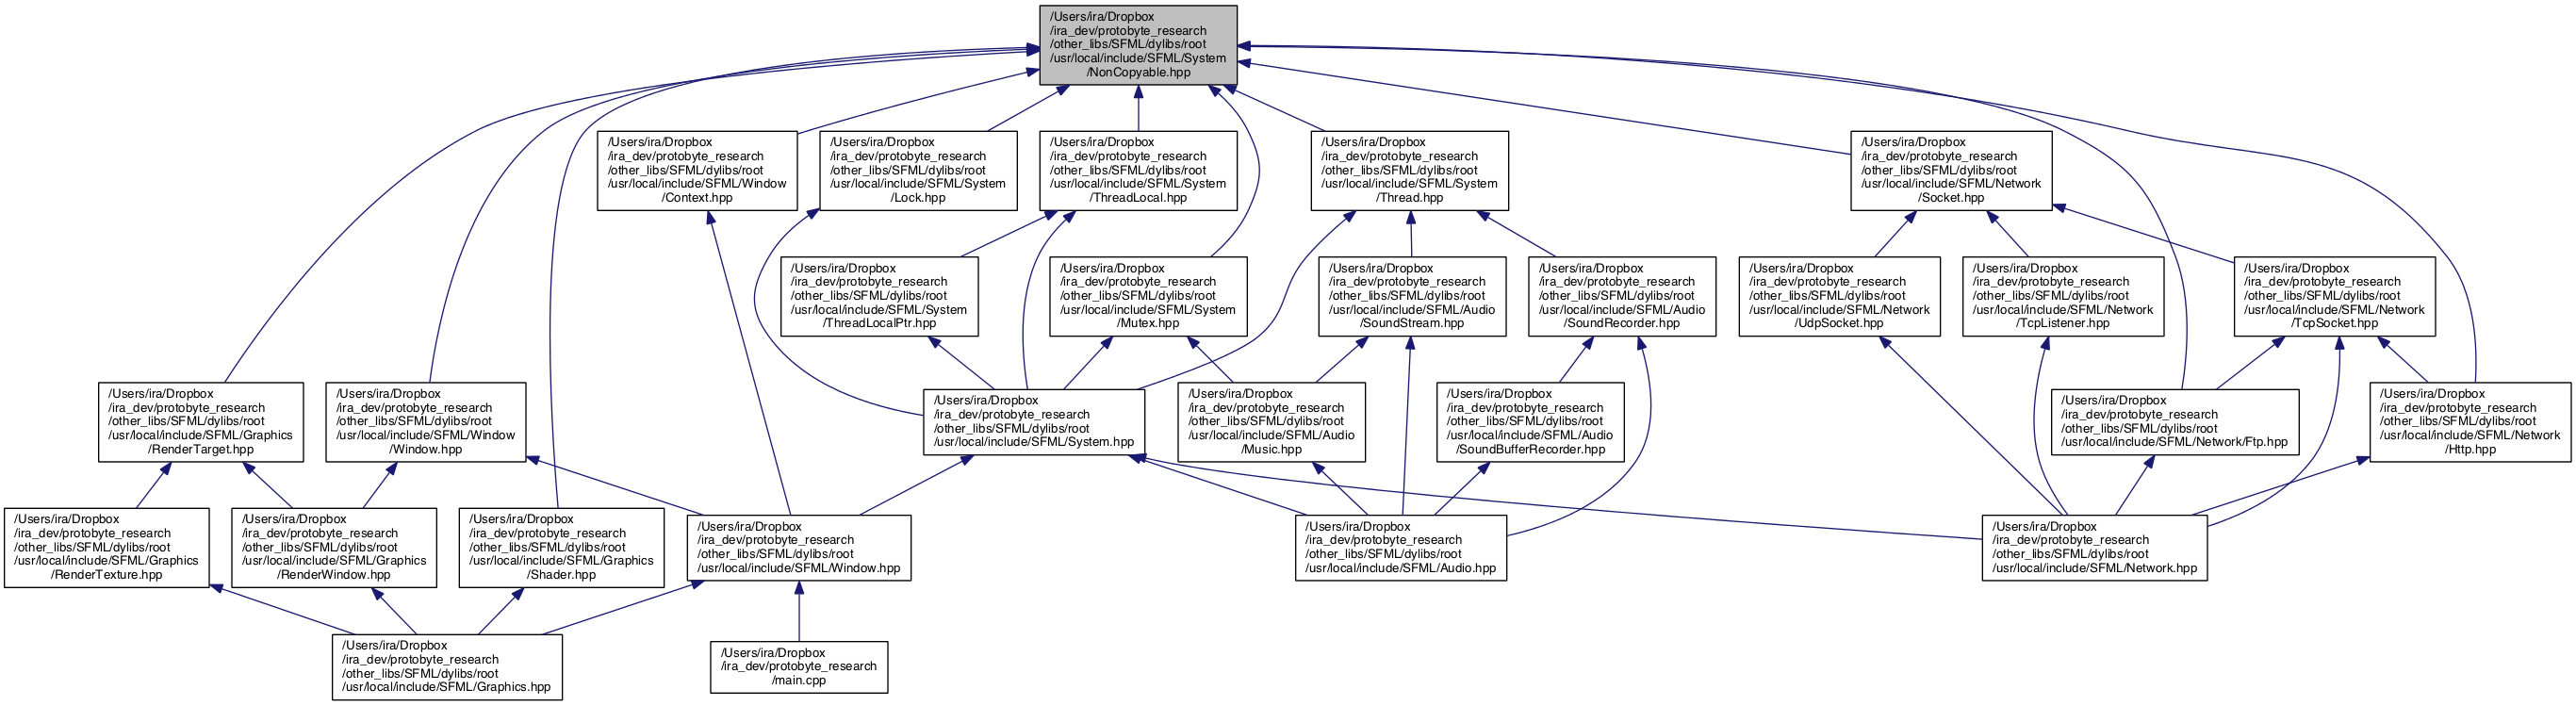 /Users/ira/Dropbox
/ira_dev/protobyte_research
/other_libs/SFML/dylibs/root
/usr/local/include/SFML/System
/NonCopyable.hpp
/Users/ira/Dropbox
/ira_dev/protobyte_research
/other_libs/SFML/dylibs/root
/usr/local/include/SFML/Window
/Context.hpp
/Users/ira/Dropbox
/ira_dev/protobyte_research
/other_libs/SFML/dylibs/root
/usr/local/include/SFML/System
/Lock.hpp
/Users/ira/Dropbox
/ira_dev/protobyte_research
/other_libs/SFML/dylibs/root
/usr/local/include/SFML/System
/ThreadLocal.hpp
/Users/ira/Dropbox
/ira_dev/protobyte_research
/other_libs/SFML/dylibs/root
/usr/local/include/SFML/System
/Thread.hpp
/Users/ira/Dropbox
/ira_dev/protobyte_research
/other_libs/SFML/dylibs/root
/usr/local/include/SFML/Network
/Socket.hpp
/Users/ira/Dropbox
/ira_dev/protobyte_research
/other_libs/SFML/dylibs/root
/usr/local/include/SFML/System
/ThreadLocalPtr.hpp
/Users/ira/Dropbox
/ira_dev/protobyte_research
/other_libs/SFML/dylibs/root
/usr/local/include/SFML/System
/Mutex.hpp
/Users/ira/Dropbox
/ira_dev/protobyte_research
/other_libs/SFML/dylibs/root
/usr/local/include/SFML/Audio
/SoundStream.hpp
/Users/ira/Dropbox
/ira_dev/protobyte_research
/other_libs/SFML/dylibs/root
/usr/local/include/SFML/Audio
/SoundRecorder.hpp
/Users/ira/Dropbox
/ira_dev/protobyte_research
/other_libs/SFML/dylibs/root
/usr/local/include/SFML/Network
/UdpSocket.hpp
/Users/ira/Dropbox
/ira_dev/protobyte_research
/other_libs/SFML/dylibs/root
/usr/local/include/SFML/Network
/TcpListener.hpp
/Users/ira/Dropbox
/ira_dev/protobyte_research
/other_libs/SFML/dylibs/root
/usr/local/include/SFML/Network
/TcpSocket.hpp
/Users/ira/Dropbox
/ira_dev/protobyte_research
/other_libs/SFML/dylibs/root
/usr/local/include/SFML/Graphics
/RenderTarget.hpp
/Users/ira/Dropbox
/ira_dev/protobyte_research
/other_libs/SFML/dylibs/root
/usr/local/include/SFML/Window
/Window.hpp
/Users/ira/Dropbox
/ira_dev/protobyte_research
/other_libs/SFML/dylibs/root
/usr/local/include/SFML/System.hpp
/Users/ira/Dropbox
/ira_dev/protobyte_research
/other_libs/SFML/dylibs/root
/usr/local/include/SFML/Audio
/Music.hpp
/Users/ira/Dropbox
/ira_dev/protobyte_research
/other_libs/SFML/dylibs/root
/usr/local/include/SFML/Audio
/SoundBufferRecorder.hpp
/Users/ira/Dropbox
/ira_dev/protobyte_research
/other_libs/SFML/dylibs/root
/usr/local/include/SFML/Network/Ftp.hpp
/Users/ira/Dropbox
/ira_dev/protobyte_research
/other_libs/SFML/dylibs/root
/usr/local/include/SFML/Network
/Http.hpp
/Users/ira/Dropbox
/ira_dev/protobyte_research
/other_libs/SFML/dylibs/root
/usr/local/include/SFML/Graphics
/RenderTexture.hpp
/Users/ira/Dropbox
/ira_dev/protobyte_research
/other_libs/SFML/dylibs/root
/usr/local/include/SFML/Graphics
/RenderWindow.hpp
/Users/ira/Dropbox
/ira_dev/protobyte_research
/other_libs/SFML/dylibs/root
/usr/local/include/SFML/Graphics
/Shader.hpp
/Users/ira/Dropbox
/ira_dev/protobyte_research
/other_libs/SFML/dylibs/root
/usr/local/include/SFML/Window.hpp
/Users/ira/Dropbox
/ira_dev/protobyte_research
/other_libs/SFML/dylibs/root
/usr/local/include/SFML/Audio.hpp
/Users/ira/Dropbox
/ira_dev/protobyte_research
/other_libs/SFML/dylibs/root
/usr/local/include/SFML/Network.hpp
/Users/ira/Dropbox
/ira_dev/protobyte_research
/other_libs/SFML/dylibs/root
/usr/local/include/SFML/Graphics.hpp
/Users/ira/Dropbox
/ira_dev/protobyte_research
/main.cpp